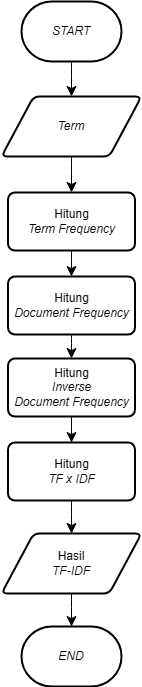 START
Term
Hitung
Term Frequency
Hitung
Document Frequency
Hitung
Inverse
Document Frequency
Hitung
TF x IDF
Hasil
TF-IDF
END